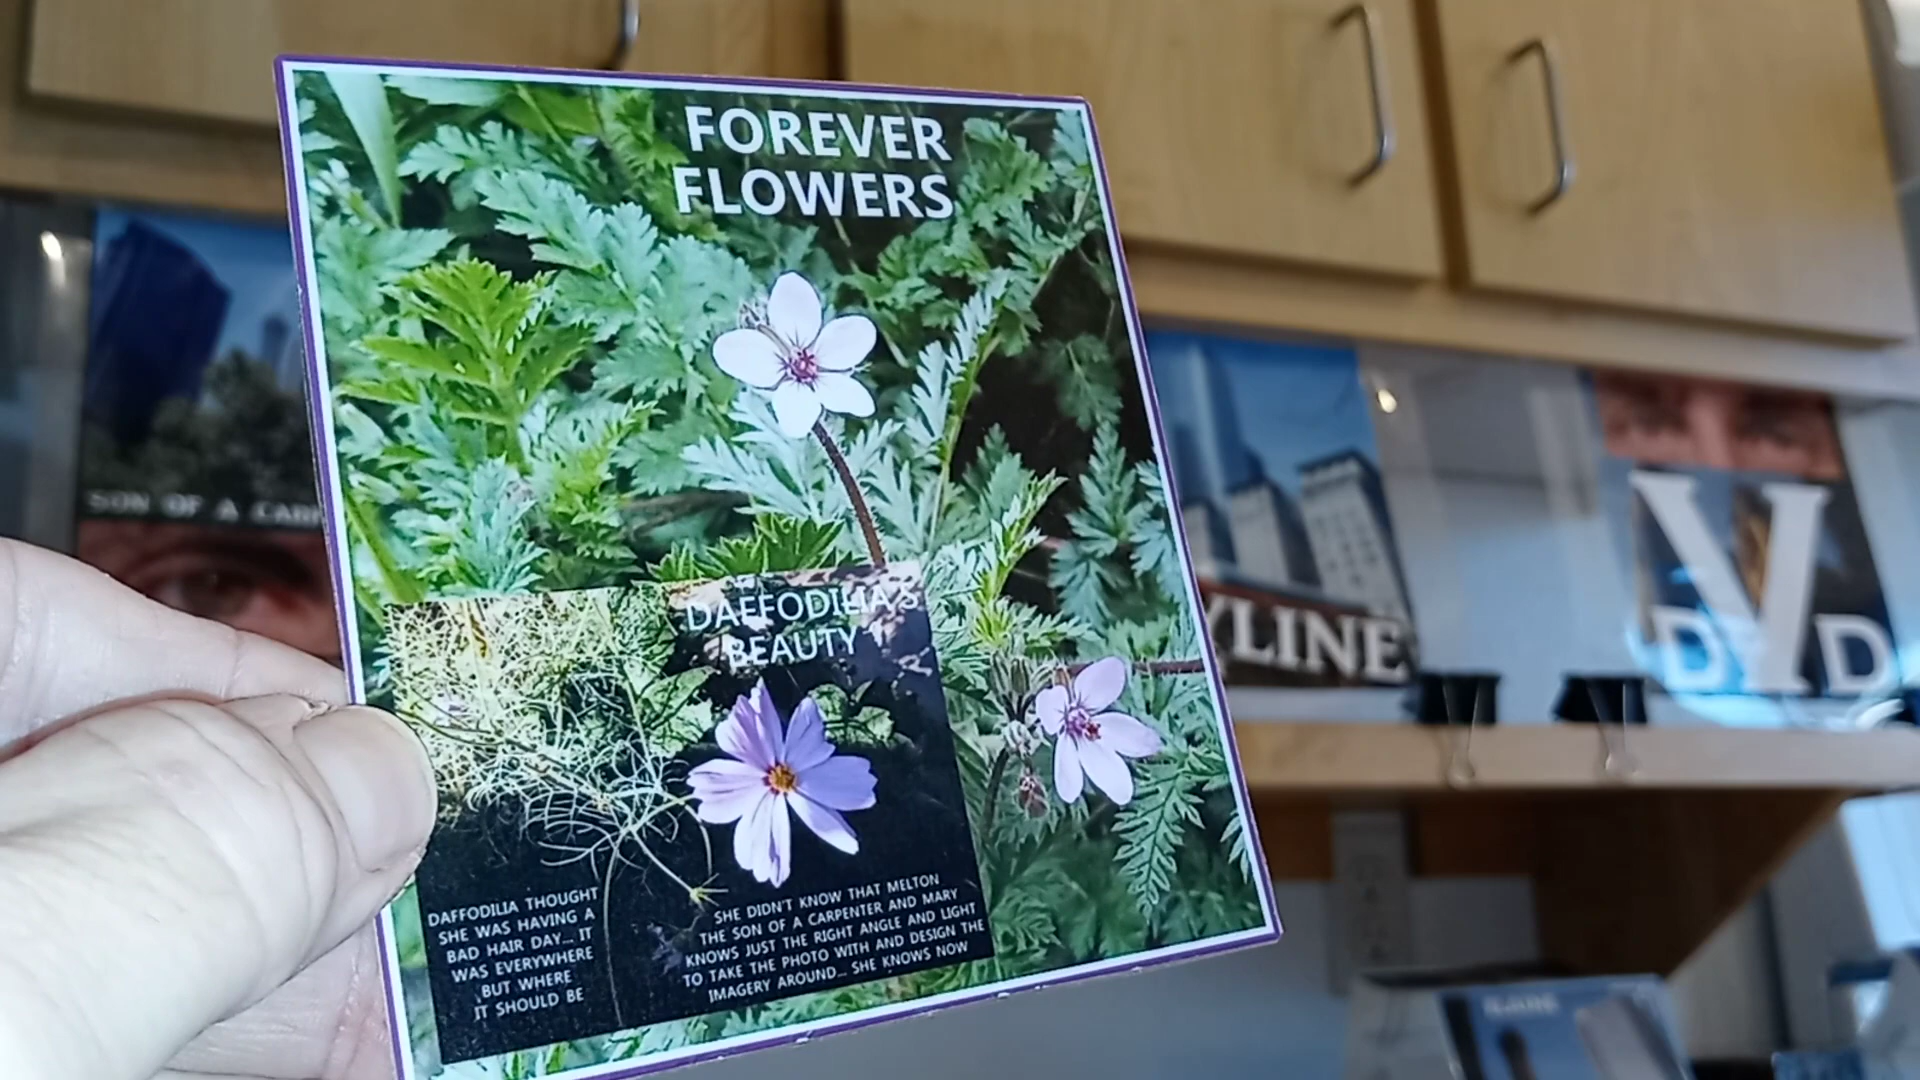 FOREVER
FLOWERS
DAFFODILIA'S
BEAUTY
DAFFODILIA THOUGHT
SHE WAS HAVING A
BAD HAIR DAY... IT
WAS EVERYWHERE
BUT WHERE
IT SHOULD BE
SHE DIDN'T KNOW THAT MELTON
THE SON OF A CARPENTER AND MARY
KNOWS JUST THE RIGHT ANGLE AND LIGHT
TO TAKE THE PHOTO WITH AND DESIGN THE
IMAGERY AROUND... SHE KNOWS NOW
SON OF A CARP
YLINE
V
D D